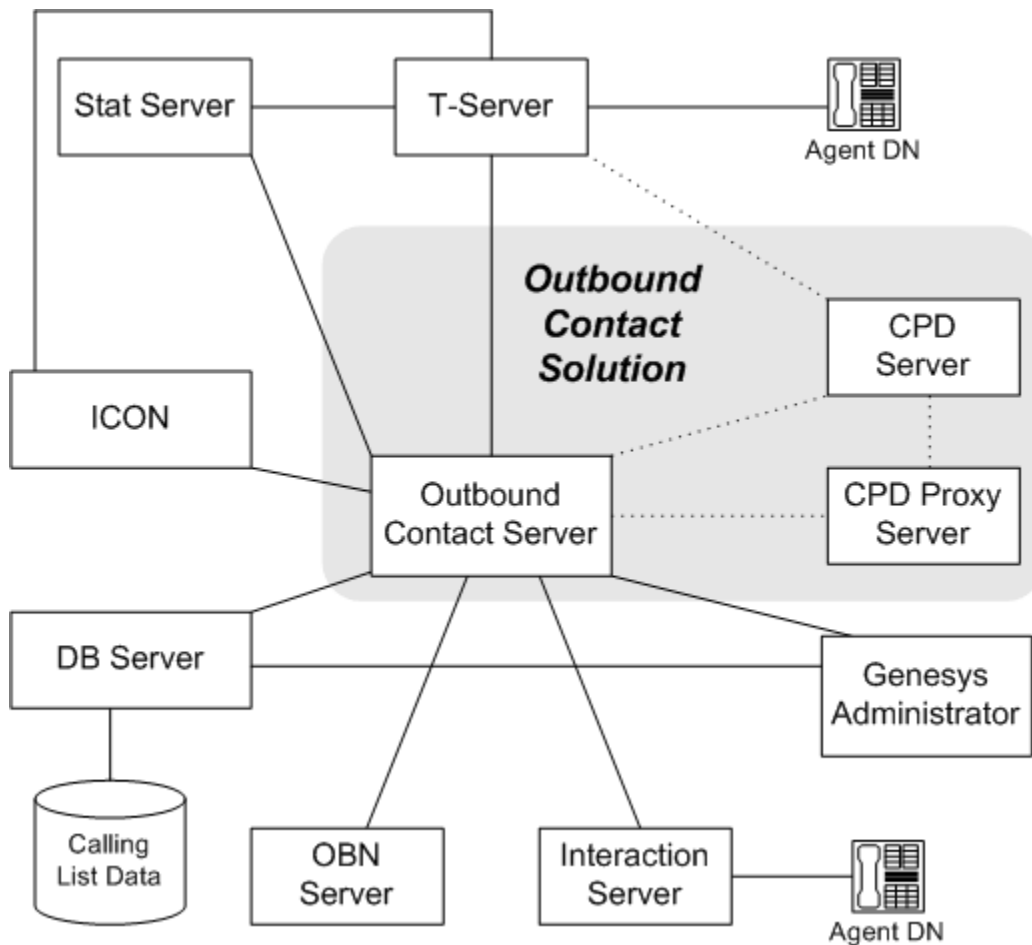 Stat Server
T-Server
Agent DN
Outbound
Contact
Solution
CPD
Server
ICON
Outbound
Contact Server
CPD Proxy
Server
DB Server
Genesys
Administrator
Calling
List Data
OBN
Server
Interaction
Server
Agent DN